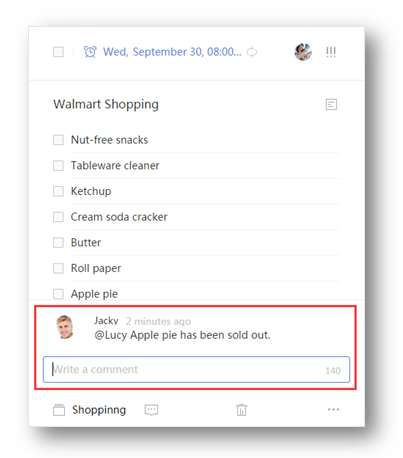 Wed, September 30, 08:00...
!!!
Walmart Shopping
Nut-free snacks
Tableware cleaner
Ketchup
Cream soda cracker
Butter
Roll paper
Apple pie
Jacky 2 minutes ago
@Lucy Apple pie has been sold out.
Write a comment 140
Shoppinng